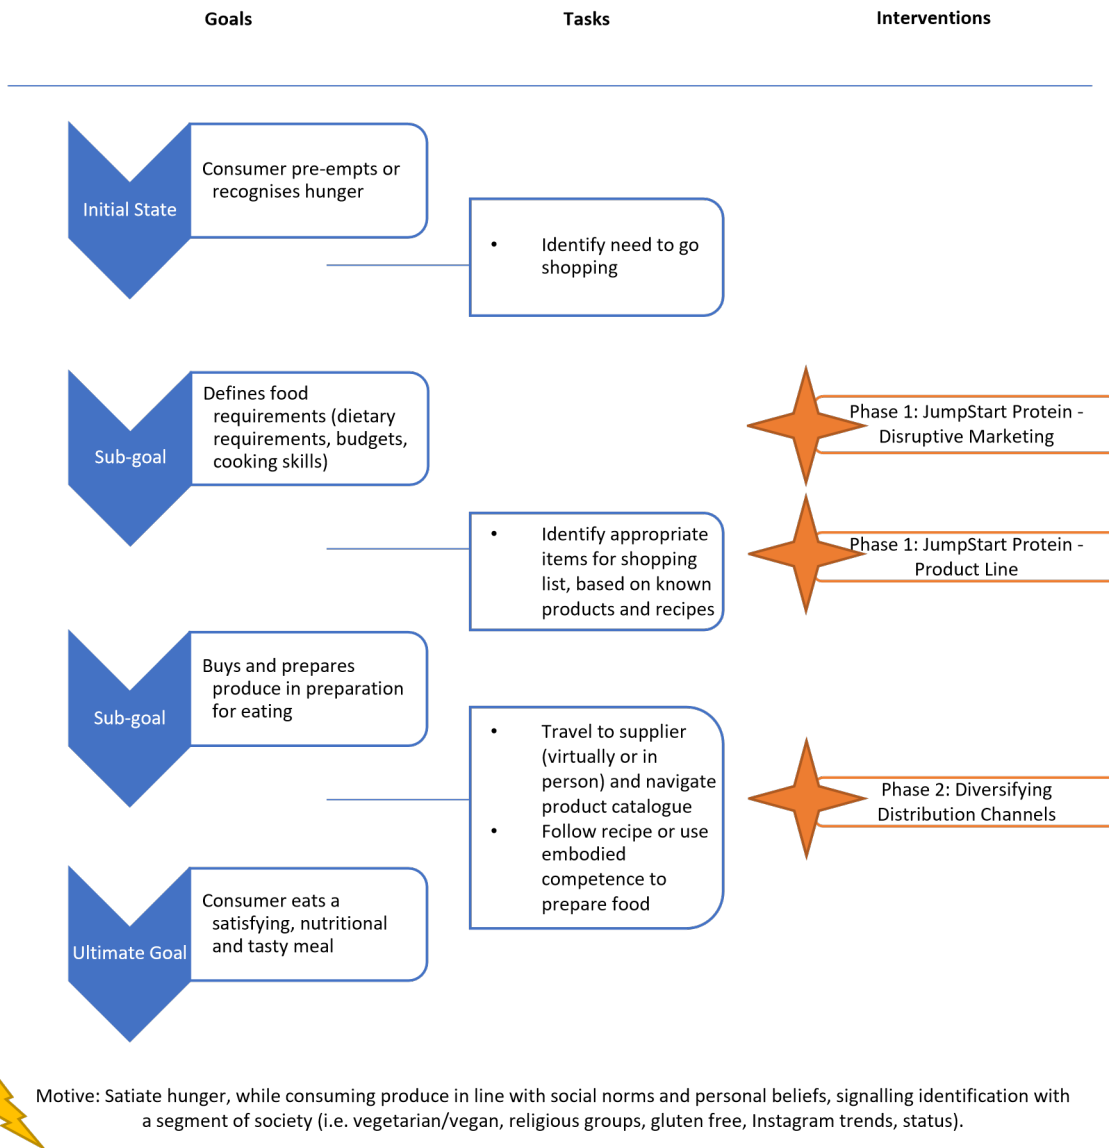 Goals
Tasks
Interventions
Initial State
Consumer pre-empts or
recognises hunger
• Identify need to go
shopping
Sub-goal
Defines food
requirements (dietary
requirements, budgets,
cooking skills)
Phase 1: JumpStart Protein -
Disruptive Marketing
• Identify appropriate
items for shopping
list, based on known
products and recipes
Phase 1: JumpStart Protein -
Product Line
Sub-goal
Buys and prepares
produce in preparation
for eating
• Travel to supplier
(virtually or in
person) and navigate
product catalogue
• Follow recipe or use
embodied
competence to
prepare food
Phase 2: Diversifying
Distribution Channels
Ultimate Goal
Consumer eats a
satisfying, nutritional
and tasty meal
Motive: Satiate hunger, while consuming produce in line with social norms and personal beliefs, signalling identification with
a segment of society (i.e. vegetarian/vegan, religious groups, gluten free, Instagram trends, status).